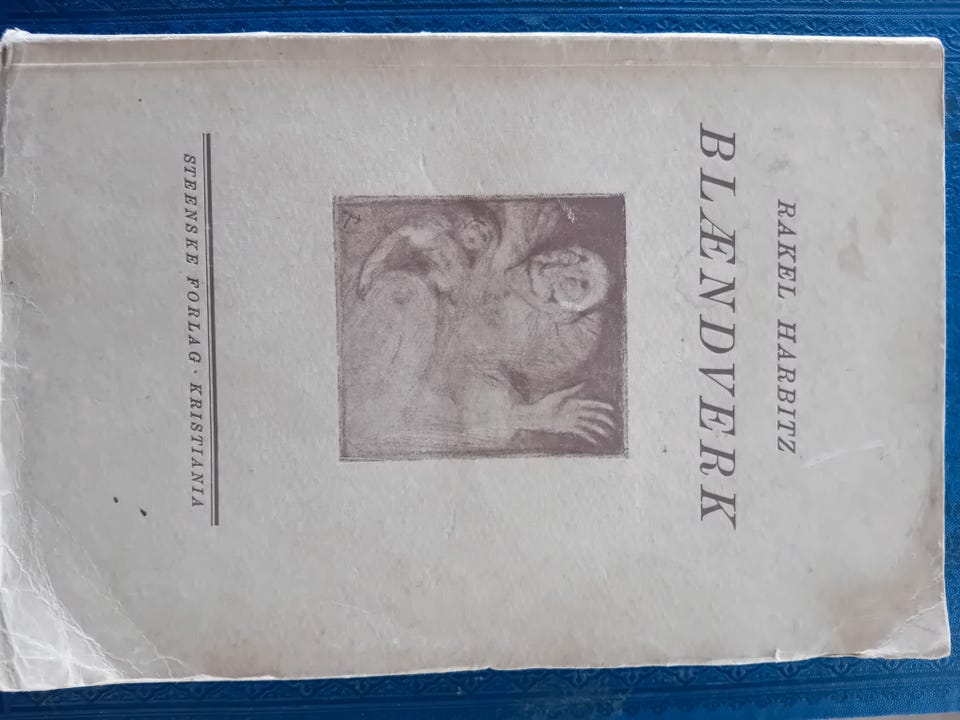 RAKEL HARBITZ
BLÆNDVERK
STEENSKE FORLAG · KRISTIANIA